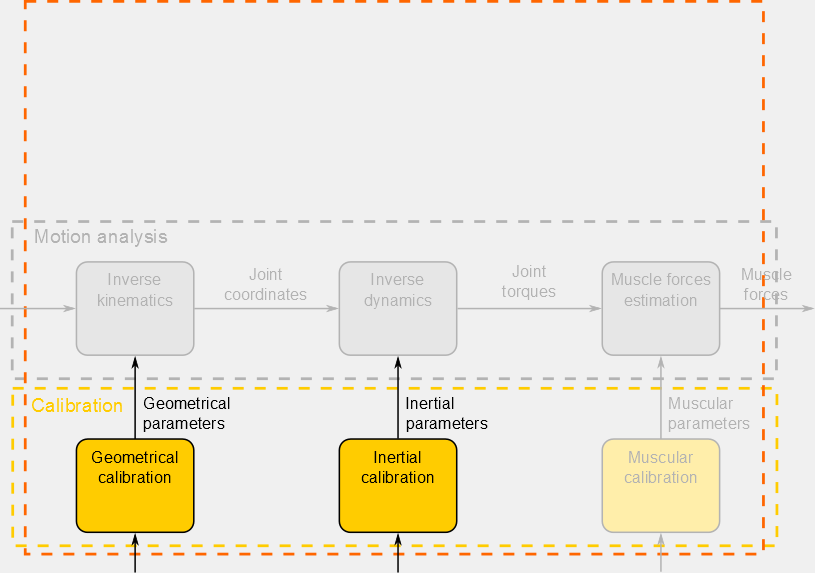 Motion analysis
Inverse
kinematics
Joint
coordinates
Inverse
dynamics
Joint
torques
Muscle forces
estimation
Muscle
forces
Calibration
Geometrical
parameters
Inertial
parameters
Muscular
parameters
Geometrical
calibration
Inertial
calibration
Muscular
calibration